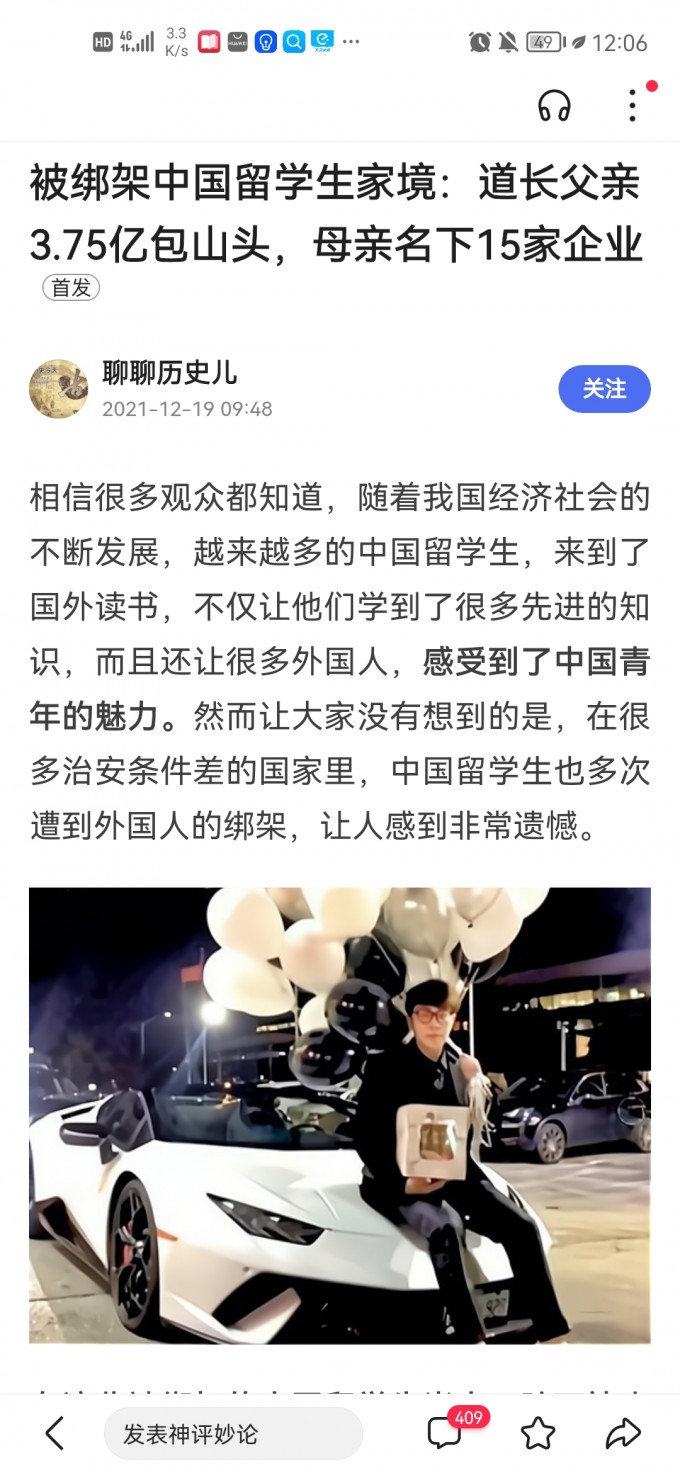 HD 4G 3.3 K/s HUAWEI 49 12:06
被绑架中国留学生家境：道长父亲
3.75亿包山头，母亲名下15家企业
首发
聊聊历史儿
2021-12-19 09:48
关注
相信很多观众都知道，随着我国经济社会的
不断发展，越来越多的中国留学生，来到了
国外读书，不仅让他们学到了很多先进的知
识，而且还让很多外国人，感受到了中国青
年的魅力。然而让大家没有想到的是，在很
多治安条件差的国家里，中国留学生也多次
遭到外国人的绑架，让人感到非常遗憾。
发表神评妙论
409